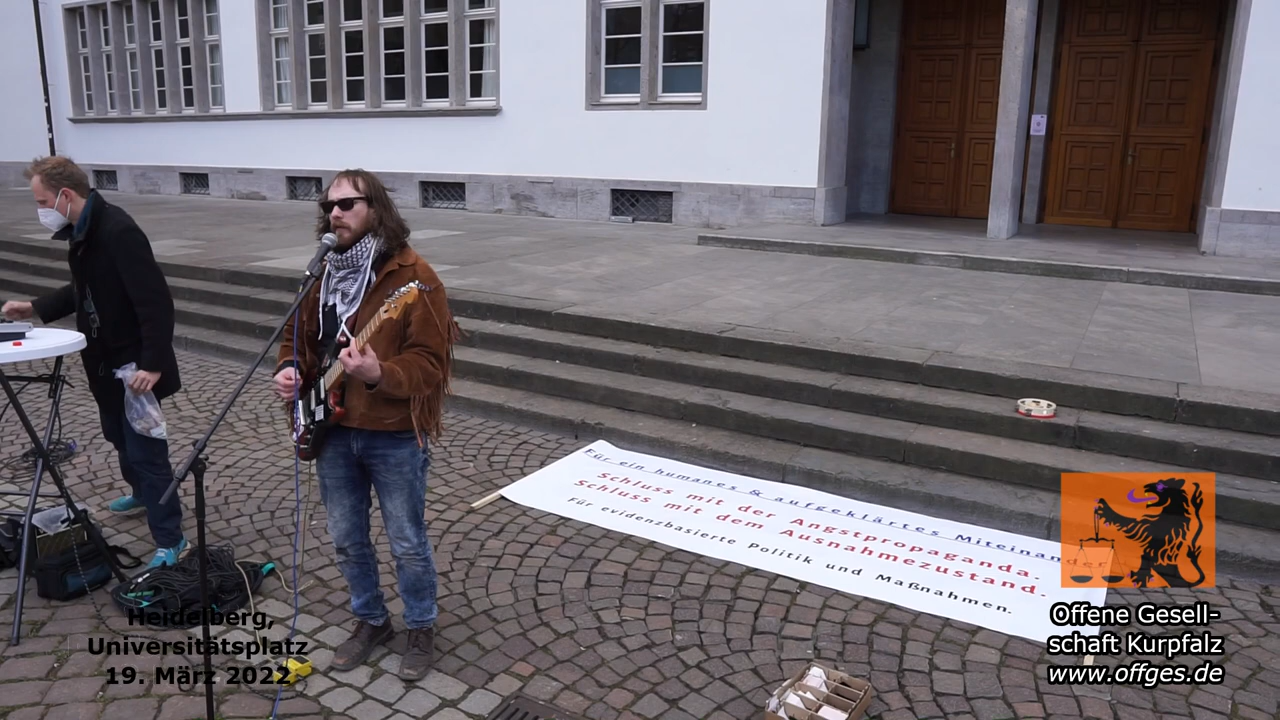 Für ein humanes & aufgeklärtes Miteinander
Schluss mit der Angstpropaganda.
Schluss mit dem Ausnahmezustand.
Für evidenzbasierte Politik und Maßnahmen.
Heidelberg,
Universitätsplatz
19. März 2022
Offene Gesell-
schaft Kurpfalz
www.offges.de